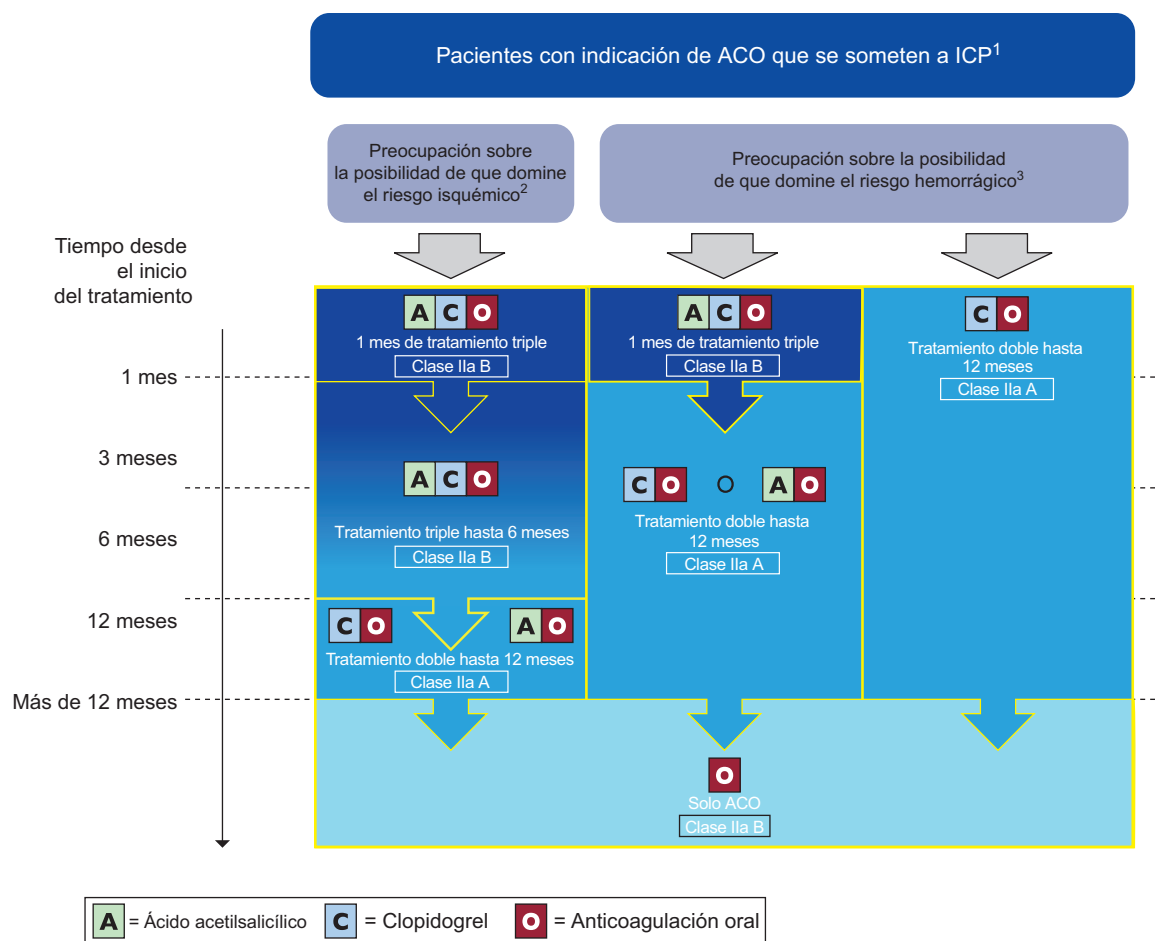 Pacientes con indicación de ACO que se someten a ICP1
Preocupación sobre
la posibilidad de que domine
el riesgo isquémico2
Preocupación sobre la posibilidad
de que domine el riesgo hemorrágico3
Tiempo desde
el inicio
del tratamiento
A C O
1 mes de tratamiento triple
Clase IIa B
A C O
1 mes de tratamiento triple
Clase IIa B
C O
Tratamiento doble hasta
12 meses
Clase IIa A
1 mes
3 meses
A C O
Tratamiento triple hasta 6 meses
Clase IIa B
C O O A O
Tratamiento doble hasta
12 meses
Clase IIa A
6 meses
12 meses
C O A O
Tratamiento doble hasta 12 meses
Clase IIa A
Más de 12 meses
O
Solo ACO
Clase IIa B
A = Ácido acetilsalicílico C = Clopidogrel O = Anticoagulación oral